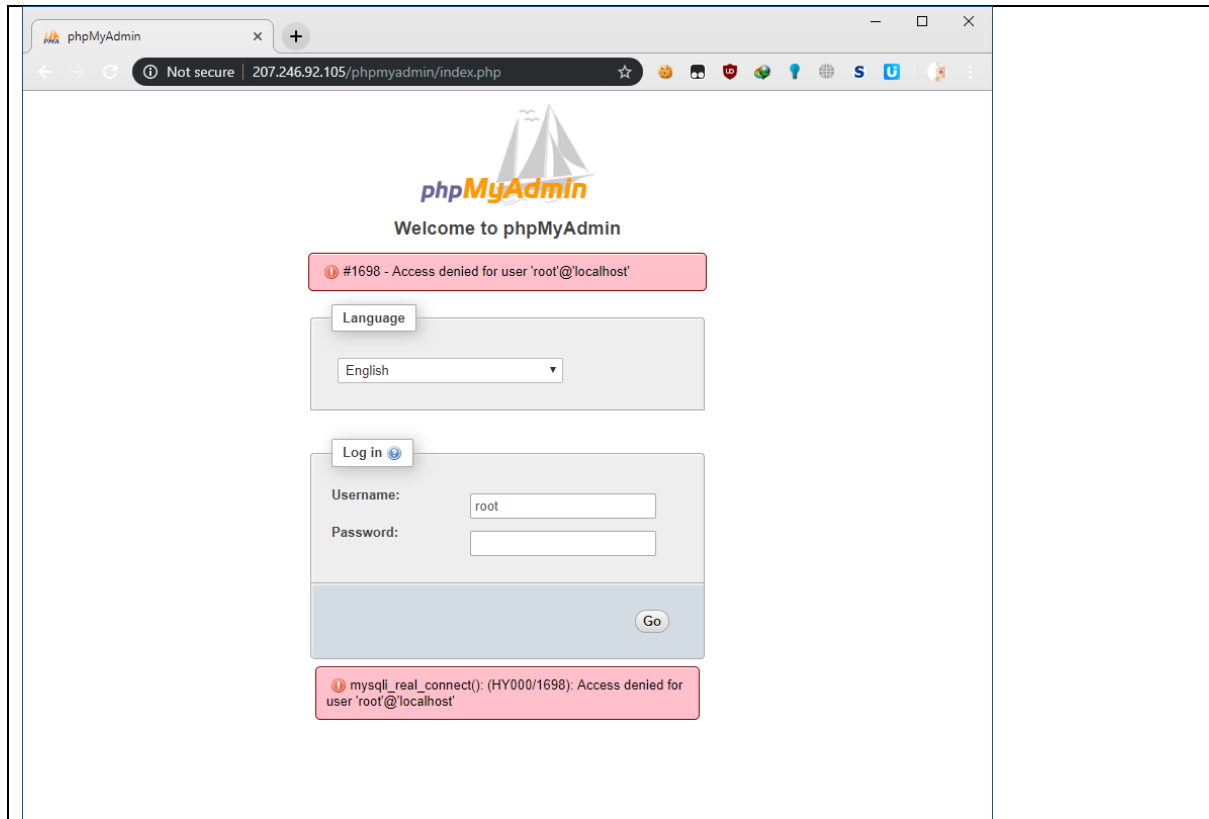 phpMyAdmin
Not secure | 207.246.92.105/phpmyadmin/index.php
phpMyAdmin
Welcome to phpMyAdmin
#1698 - Access denied for user 'root'@'localhost'
Language
English
Log in
Username:
root
Password:
Go
mysqli_real_connect(): (HY000/1698): Access denied for
user 'root'@'localhost'